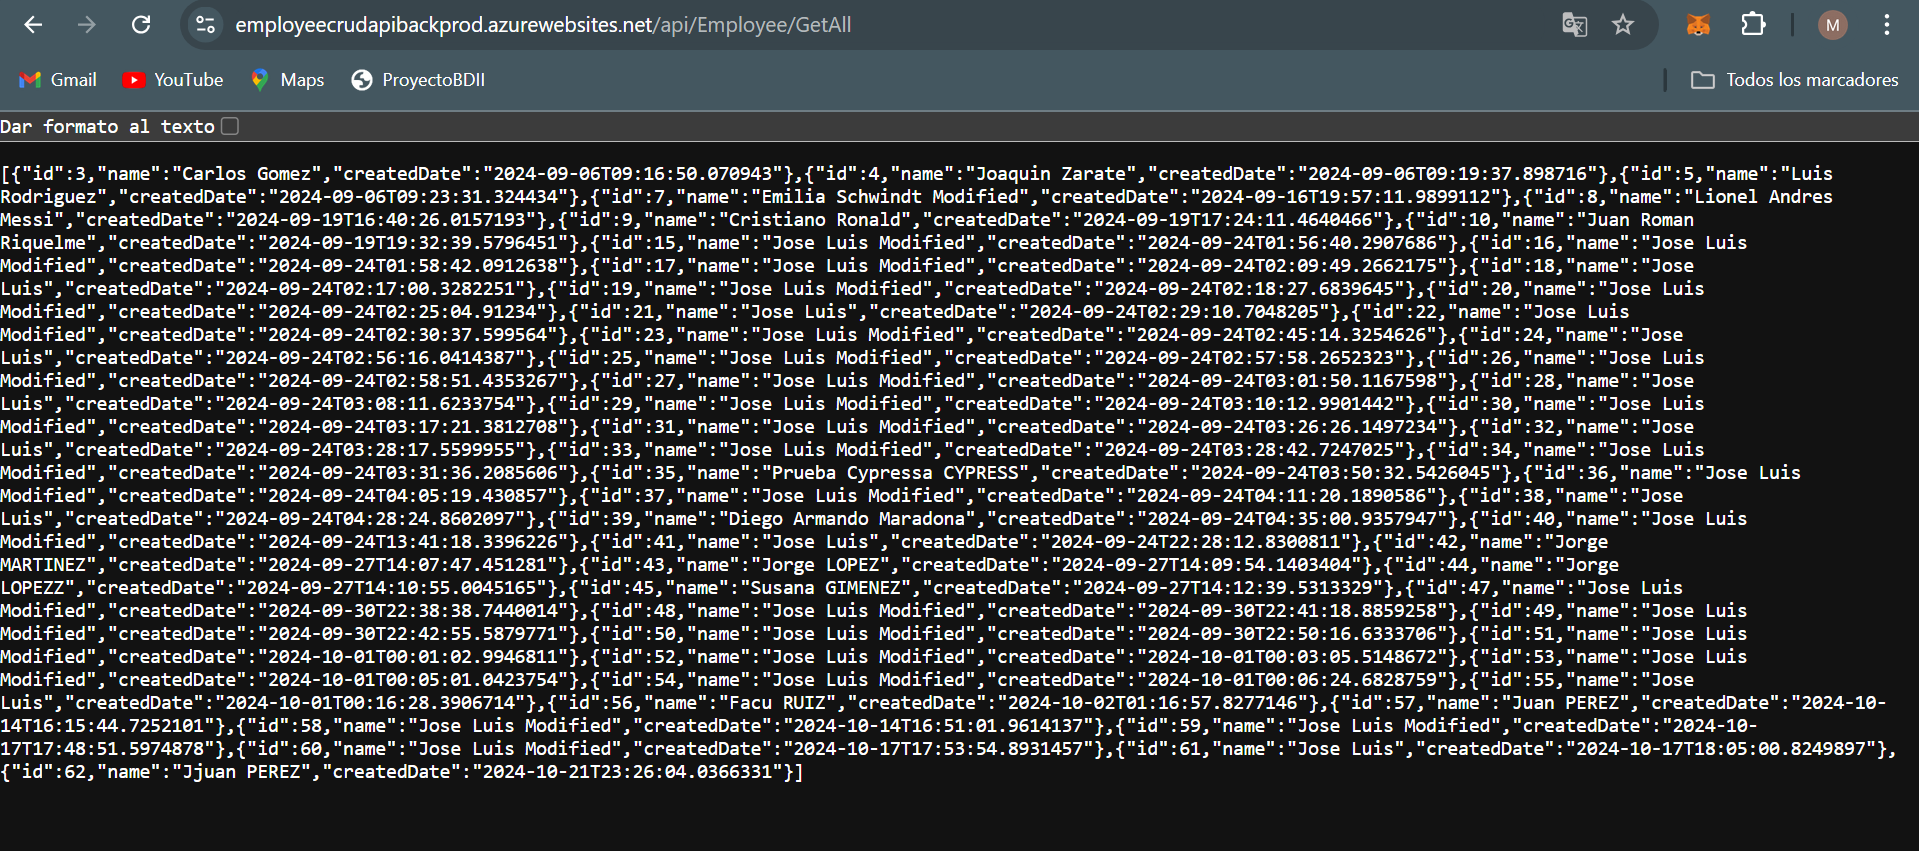 employeecrudapibackprod.azurewebsites.net/api/Employee/GetAll
M
Gmail YouTube Maps ProyectoBDII Todos los marcadores
Dar formato al texto
[{"id":3,"name":"Carlos Gomez","createdDate":"2024-09-06T09:16:50.070943"},{"id":4,"name":"Joaquin Zarate","createdDate":"2024-09-06T09:19:37.898716"},{"id":5,"name":"Luis
Rodriguez","createdDate":"2024-09-06T09:23:31.324434"},{"id":7,"name":"Emilia Schwindt Modified","createdDate":"2024-09-16T19:57:11.9899112"},{"id":8,"name":"Lionel Andres
Messi","createdDate":"2024-09-19T16:40:26.0157193"},{"id":9,"name":"Cristiano Ronald","createdDate":"2024-09-19T17:24:11.4640466"},{"id":10,"name":"Juan Roman
Riquelme","createdDate":"2024-09-19T19:32:39.5796451"},{"id":15,"name":"Jose Luis Modified","createdDate":"2024-09-24T01:56:40.2907686"},{"id":16,"name":"Jose Luis
Modified","createdDate":"2024-09-24T01:58:42.0912638"},{"id":17,"name":"Jose Luis Modified","createdDate":"2024-09-24T02:09:49.2662175"},{"id":18,"name":"Jose
Luis","createdDate":"2024-09-24T02:17:00.3282251"},{"id":19,"name":"Jose Luis Modified","createdDate":"2024-09-24T02:18:27.6839645"},{"id":20,"name":"Jose Luis
Modified","createdDate":"2024-09-24T02:25:04.91234"},{"id":21,"name":"Jose Luis","createdDate":"2024-09-24T02:29:10.7048205"},{"id":22,"name":"Jose Luis
Modified","createdDate":"2024-09-24T02:30:37.599564"},{"id":23,"name":"Jose Luis Modified","createdDate":"2024-09-24T02:45:14.3254626"},{"id":24,"name":"Jose
Luis","createdDate":"2024-09-24T02:56:16.0414387"},{"id":25,"name":"Jose Luis Modified","createdDate":"2024-09-24T02:57:58.2652323"},{"id":26,"name":"Jose Luis
Modified","createdDate":"2024-09-24T02:58:51.4353267"},{"id":27,"name":"Jose Luis Modified","createdDate":"2024-09-24T03:01:50.1167598"},{"id":28,"name":"Jose
Luis","createdDate":"2024-09-24T03:08:11.6233754"},{"id":29,"name":"Jose Luis Modified","createdDate":"2024-09-24T03:10:12.9901442"},{"id":30,"name":"Jose Luis
Modified","createdDate":"2024-09-24T03:17:21.3812708"},{"id":31,"name":"Jose Luis Modified","createdDate":"2024-09-24T03:26:26.1497234"},{"id":32,"name":"Jose
Luis","createdDate":"2024-09-24T03:28:17.5599955"},{"id":33,"name":"Jose Luis Modified","createdDate":"2024-09-24T03:28:42.7247025"},{"id":34,"name":"Jose Luis
Modified","createdDate":"2024-09-24T03:31:36.2085606"},{"id":35,"name":"Prueba Cypressa CYPRESS","createdDate":"2024-09-24T03:50:32.5426045"},{"id":36,"name":"Jose Luis
Modified","createdDate":"2024-09-24T04:05:19.430857"},{"id":37,"name":"Jose Luis Modified","createdDate":"2024-09-24T04:11:20.1890586"},{"id":38,"name":"Jose
Luis","createdDate":"2024-09-24T04:28:24.8602097"},{"id":39,"name":"Diego Armando Maradona","createdDate":"2024-09-24T04:35:00.9357947"},{"id":40,"name":"Jose Luis
Modified","createdDate":"2024-09-24T13:41:18.3396226"},{"id":41,"name":"Jose Luis","createdDate":"2024-09-24T22:28:12.8300811"},{"id":42,"name":"Jorge
MARTINEZ","createdDate":"2024-09-27T14:07:47.451281"},{"id":43,"name":"Jorge LOPEZ","createdDate":"2024-09-27T14:09:54.1403404"},{"id":44,"name":"Jorge
LOPEZZ","createdDate":"2024-09-27T14:10:55.0045165"},{"id":45,"name":"Susana GIMENEZ","createdDate":"2024-09-27T14:12:39.5313329"},{"id":47,"name":"Jose Luis
Modified","createdDate":"2024-09-30T22:38:38.7440014"},{"id":48,"name":"Jose Luis Modified","createdDate":"2024-09-30T22:41:18.8859258"},{"id":49,"name":"Jose Luis
Modified","createdDate":"2024-09-30T22:42:55.5879771"},{"id":50,"name":"Jose Luis Modified","createdDate":"2024-09-30T22:50:16.6333706"},{"id":51,"name":"Jose Luis
Modified","createdDate":"2024-10-01T00:01:02.9946811"},{"id":52,"name":"Jose Luis Modified","createdDate":"2024-10-01T00:03:05.5148672"},{"id":53,"name":"Jose Luis
Modified","createdDate":"2024-10-01T00:05:01.0423754"},{"id":54,"name":"Jose Luis Modified","createdDate":"2024-10-01T00:06:24.6828759"},{"id":55,"name":"Jose
Luis","createdDate":"2024-10-01T00:16:28.3906714"},{"id":56,"name":"Facu RUIZ","createdDate":"2024-10-02T01:16:57.8277146"},{"id":57,"name":"Juan PEREZ","createdDate":"2024-10-
14T16:15:44.7252101"},{"id":58,"name":"Jose Luis Modified","createdDate":"2024-10-14T16:51:01.9614137"},{"id":59,"name":"Jose Luis Modified","createdDate":"2024-10-
17T17:48:51.5974878"},{"id":60,"name":"Jose Luis Modified","createdDate":"2024-10-17T17:53:54.8931457"},{"id":61,"name":"Jose Luis","createdDate":"2024-10-17T18:05:00.8249897"},
{"id":62,"name":"Jjuan PEREZ","createdDate":"2024-10-21T23:26:04.0366331"}]